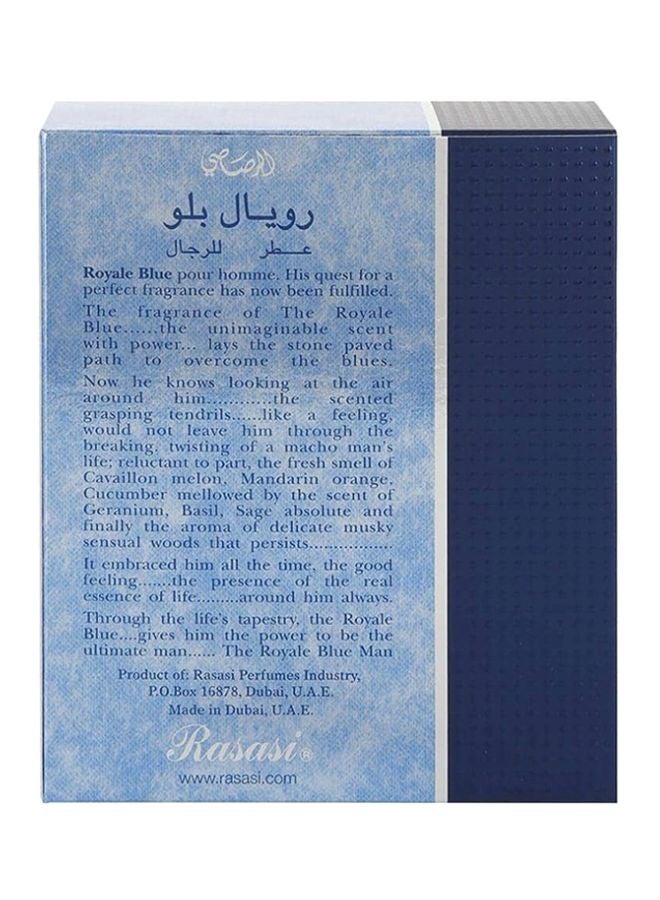 الرصاصي
رويال بلو
عطر للرجال
Royale Blue pour homme. His quest for a
perfect fragrance has now been fulfilled.
The fragrance of The Royale
Blue......the unimaginable scent
with power... lays the stone paved
path to overcome the blues.
Now he knows looking at the air
around him............the scented
grasping tendrils......like a feeling,
would not leave him through the
breaking, twisting of a macho man's
life; reluctant to part, the fresh smell of
Cavaillon melon, Mandarin orange,
Cucumber mellowed by the scent of
Geranium, Basil, Sage absolute and
finally the aroma of delicate musky
sensual woods that persists.................
It embraced him all the time, the good
feeling.......the presence of the real
essence of life.........around him always.
Through the life's tapestry, the Royale
Blue....gives him the power to be the
ultimate man...... The Royale Blue Man
Product of: Rasasi Perfumes Industry,
P.O.Box 16878, Dubai, U.A.E.
Made in Dubai, U.A.E.
Rasasi®
www.rasasi.com